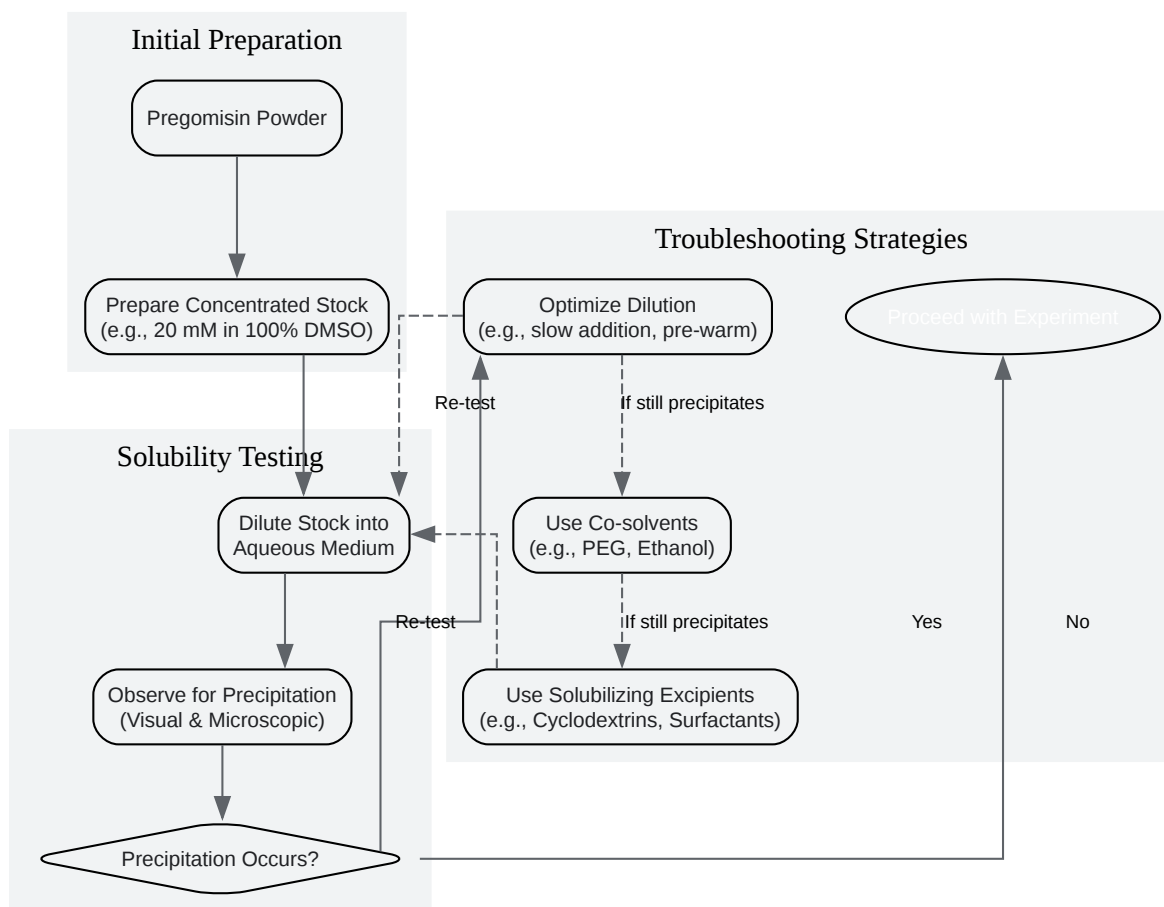 Initial Preparation
Pregomisin Powder
Prepare Concentrated Stock
(e.g., 20 mM in 100% DMSO)
Troubleshooting Strategies
Optimize Dilution
(e.g., slow addition, pre-warm)
Proceed with Experiment
Re-test
If still precipitates
Solubility Testing
Dilute Stock into
Aqueous Medium
Use Co-solvents
(e.g., PEG, Ethanol)
Re-test
If still precipitates
Yes
No
Observe for Precipitation
(Visual & Microscopic)
Use Solubilizing Excipients
(e.g., Cyclodextrins, Surfactants)
Precipitation Occurs?